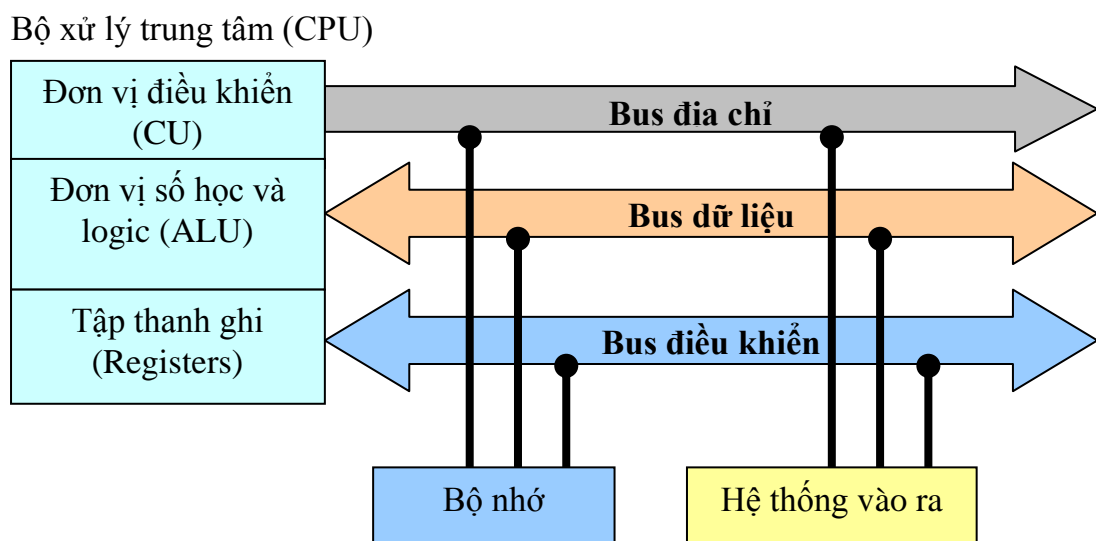 Bộ xử lý trung tâm (CPU)
Đơn vị điều khiển
(CU)
Bus địa chỉ
Đơn vị số học và
logic (ALU)
Bus dữ liệu
Tập thanh ghi
(Registers)
Bus điều khiển
Bộ nhớ
Hệ thống vào ra